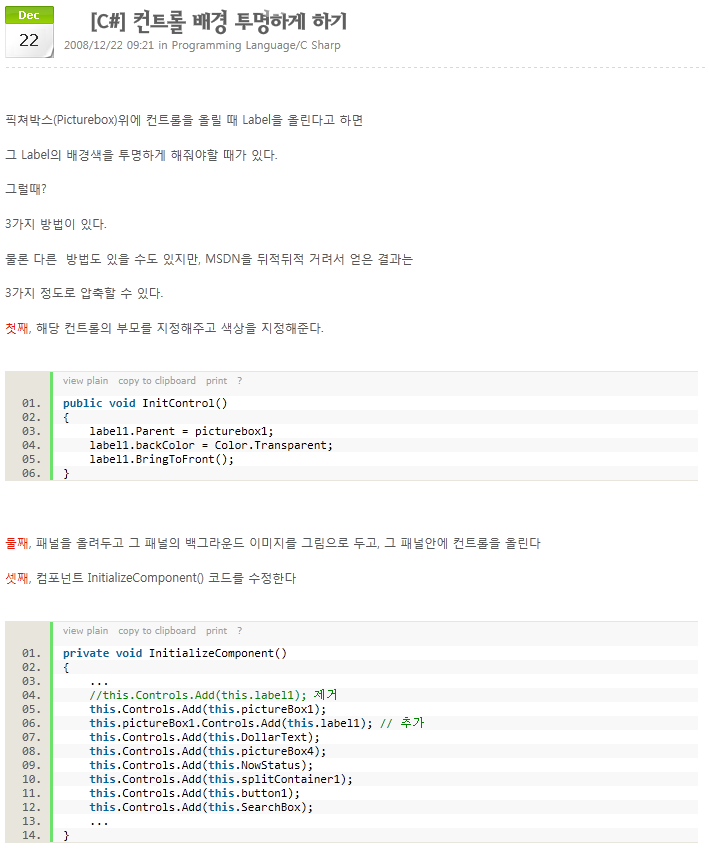 Dec
22
[C#] 컨트롤 배경 투명하게 하기
2008/12/22 09:21 in Programming Language/C Sharp
픽쳐박스(Picturebox)위에 컨트롤을 올릴 때 Label을 올린다고 하면
그 Label의 배경색을 투명하게 해줘야할 때가 있다.
그럴때?
3가지 방법이 있다.
물론 다른  방법도 있을 수도 있지만, MSDN을 뒤적뒤적 거려서 얻은 결과는
3가지 정도로 압축할 수 있다.
첫째, 해당 컨트롤의 부모를 지정해주고 색상을 지정해준다.
view plain copy to clipboard print ?
01. public void InitControl()
02. {
03.     label1.Parent = picturebox1;
04.     label1.backColor = Color.Transparent;
05.     label1.BringToFront();
06. }
둘째, 패널을 올려두고 그 패널의 백그라운드 이미지를 그림으로 두고, 그 패널안에 컨트롤을 올린다
셋째, 컴포넌트 InitializeComponent() 코드를 수정한다
view plain copy to clipboard print ?
01. private void InitializeComponent()
02. {
03.     ...
04.     //this.Controls.Add(this.label1); 제거
05.     this.Controls.Add(this.pictureBox1);
06.     this.pictureBox1.Controls.Add(this.label1); // 추가
07.     this.Controls.Add(this.DollarText);
08.     this.Controls.Add(this.pictureBox4);
09.     this.Controls.Add(this.NowStatus);
10.     this.Controls.Add(this.splitContainer1);
11.     this.Controls.Add(this.button1);
12.     this.Controls.Add(this.SearchBox);
13.     ...
14. }